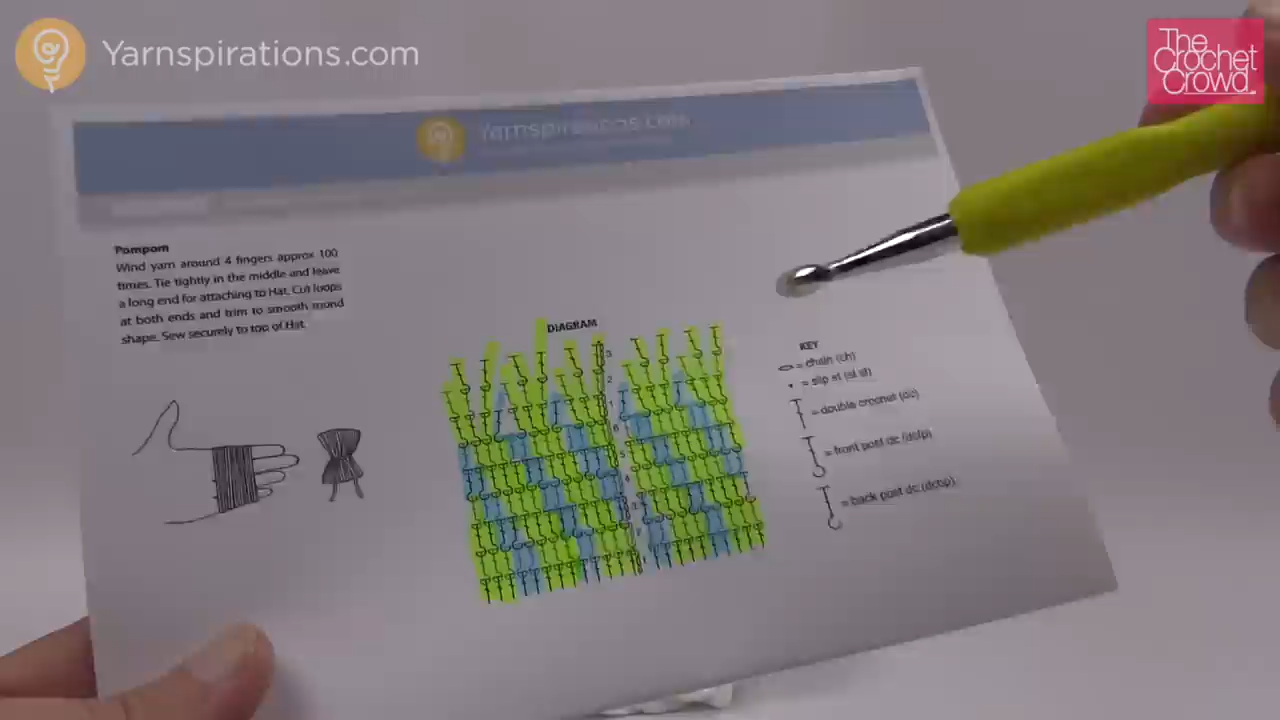 Yarnspirations.com
The
Crochet
Crowd
Yarnspirations.com
Pompom
Wind yarn around 4 fingers approx 100
times. Tie tightly in the middle and leave
a long end for attaching to Hat. Cut loops
at both ends and trim to smooth round
shape. Sew securely to top of Hat.
DIAGRAM
KEY
= chain (ch)
= slip st (sl st)
= double crochet (dc)
= front post dc (dcfp)
= back post dc (dcbp)